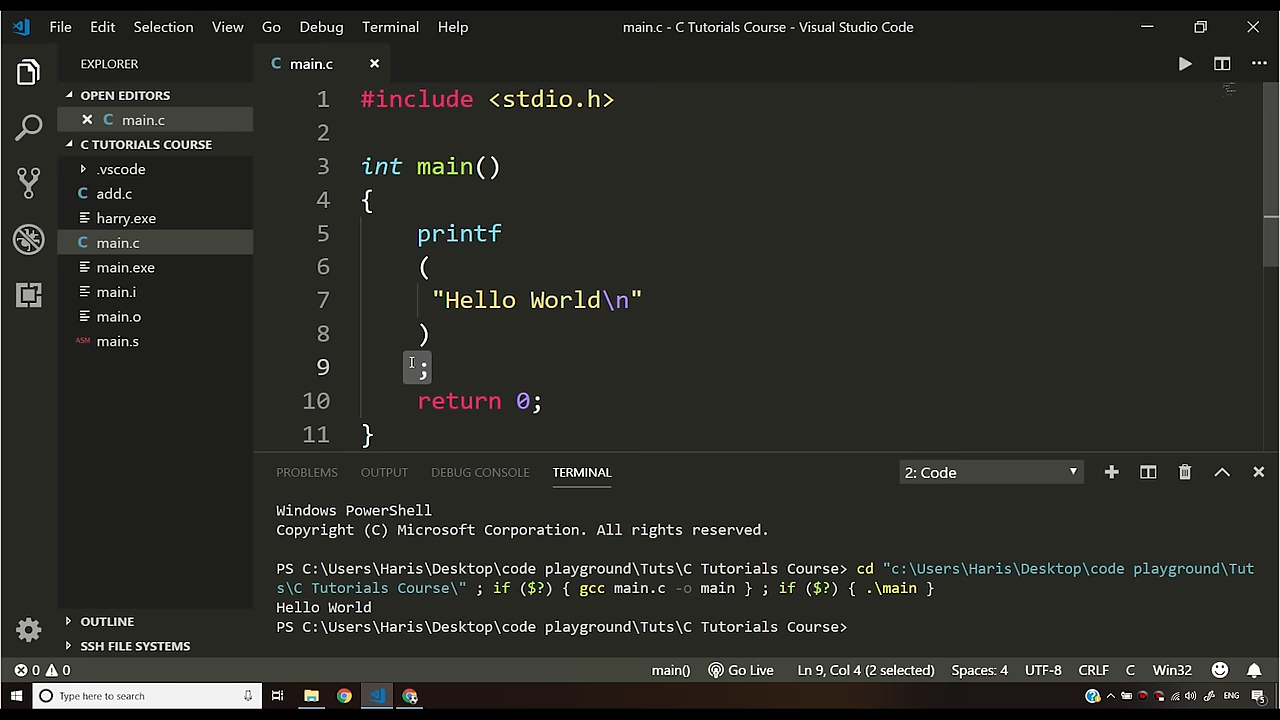 File Edit Selection View Go Debug Terminal Help
main.c - C Tutorials Course - Visual Studio Code
EXPLORER
OPEN EDITORS
C main.c
C TUTORIALS COURSE
.vscode
C add.c
harry.exe
C main.c
main.exe
main.i
main.o
ASM main.s
OUTLINE
SSH FILE SYSTEMS
C main.c
1 #include <stdio.h>
2
3 int main()
4 {
5 printf
6 (
7 "Hello World\n"
8 )
9 ;
10 return 0;
11 }
PROBLEMS OUTPUT DEBUG CONSOLE TERMINAL
2: Code
Windows PowerShell
Copyright (C) Microsoft Corporation. All rights reserved.
PS C:\Users\Haris\Desktop\code playground\Tuts\C Tutorials Course> cd "c:\Users\Haris\Desktop\code playground\Tut
s\C Tutorials Course\" ; if ($?) { gcc main.c -o main } ; if ($?) { .\main }
Hello World
PS C:\Users\Haris\Desktop\code playground\Tuts\C Tutorials Course>
0 0 main() Go Live Ln 9, Col 4 (2 selected) Spaces: 4 UTF-8 CRLF C Win32
Type here to search
ENG
5